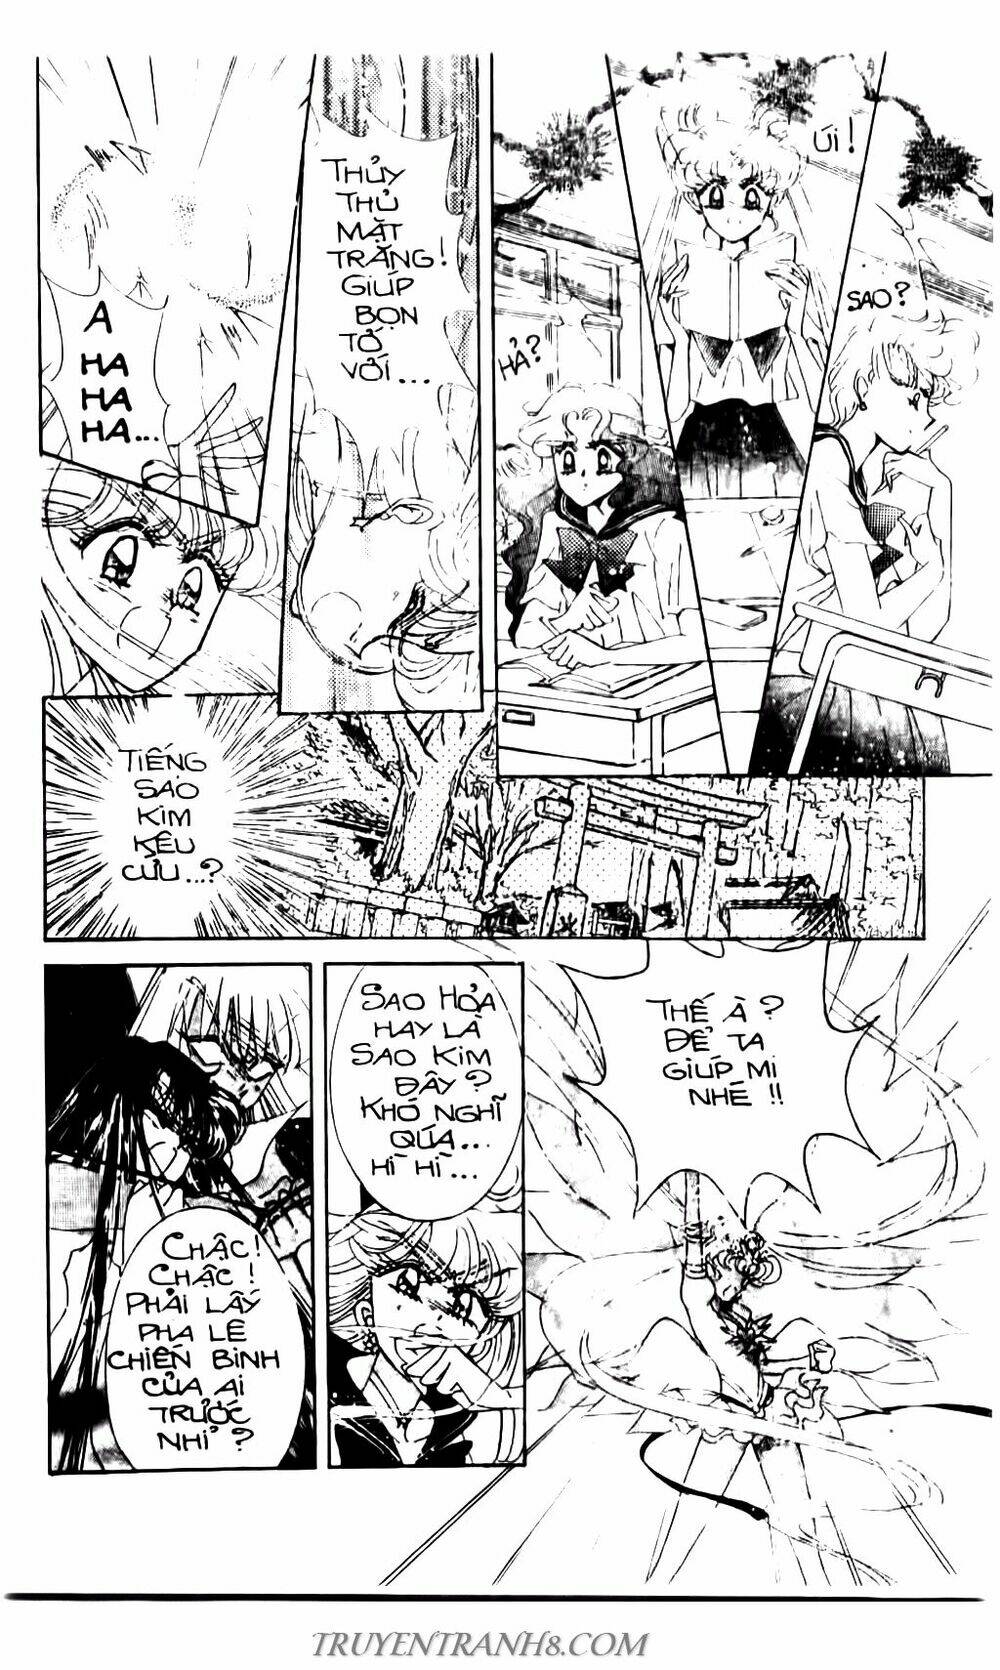 ÚI!
SAO?
HẢ?
THỦY
THỦ
MẶT
TRĂNG!
GIÚP
BỌN
TỚ
VỚI...
A
HA
HA
HA...
TIẾNG
SAO
KIM
KÊU
CỨU...?
THẾ À?
ĐỂ TA
GIÚP MI
NHÉ!!
SAO HỎA
HAY LÀ
SAO KIM
ĐÂY?
KHÓ NGHĨ
QÚA...
HÌ HÌ...
CHẬC!
CHẬC!
PHẢI LẤY
PHA LÊ
CHIẾN BINH
CỦA AI
TRƯỚC
NHỈ?
TRUYENTRANH8.COM